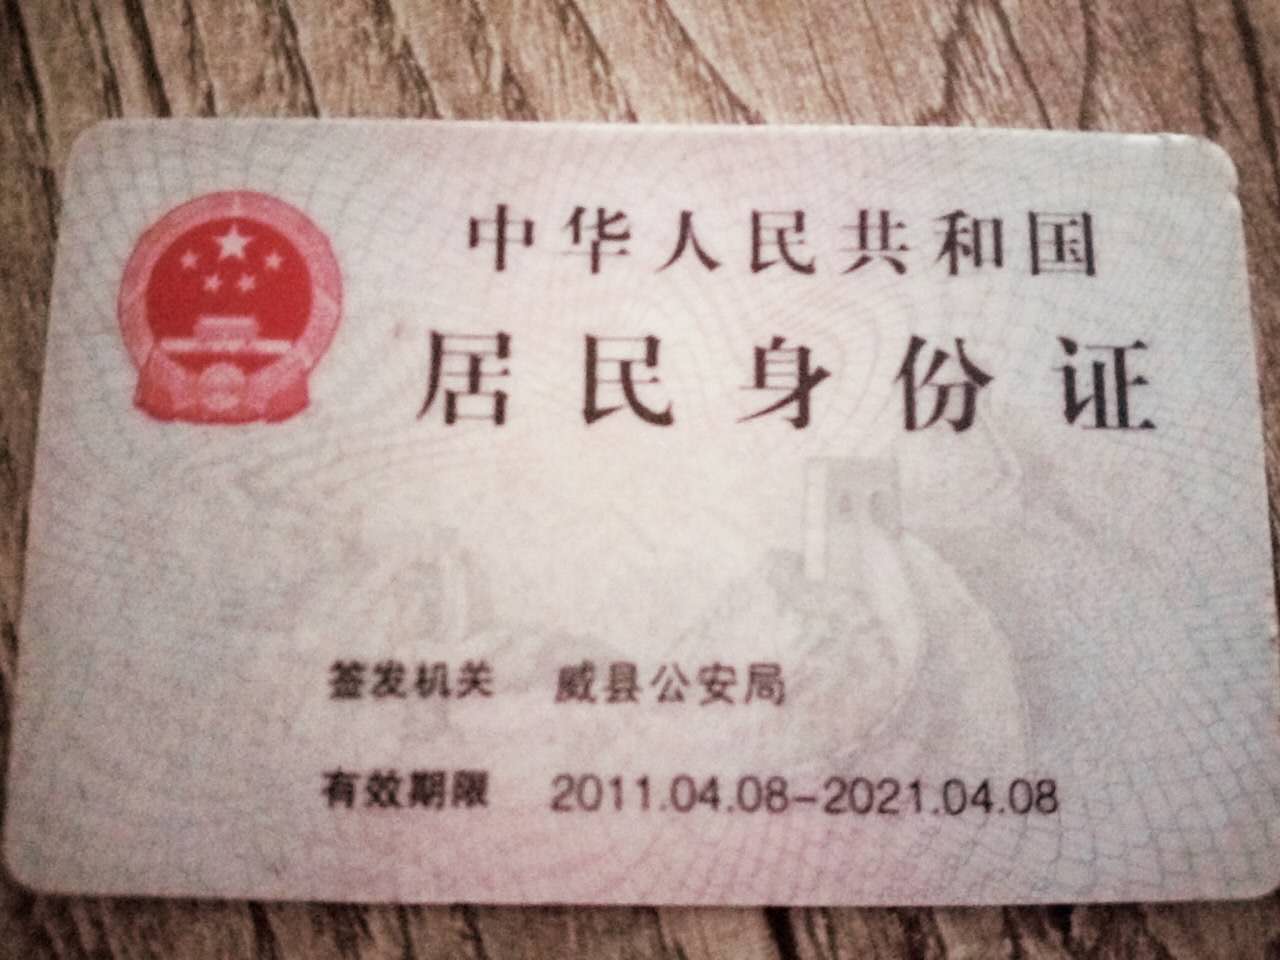 中华人民共和国
居民身份证
签发机关 威县公安局
有效期限 2011.04.08-2021.04.08